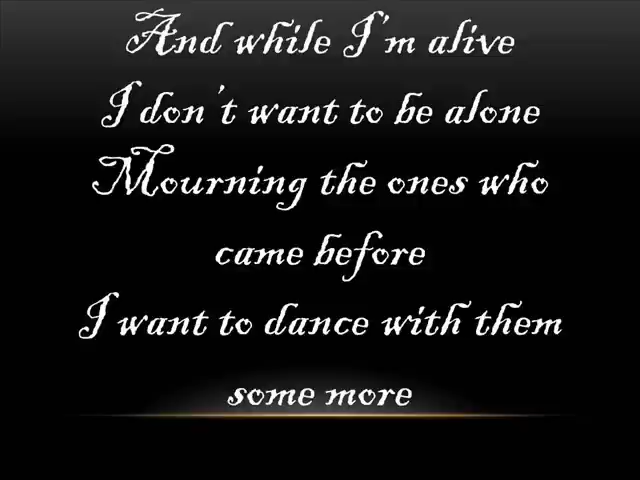 And while I'm alive
I don't want to be alone
Mourning the ones who
came before
I want to dance with them
some more